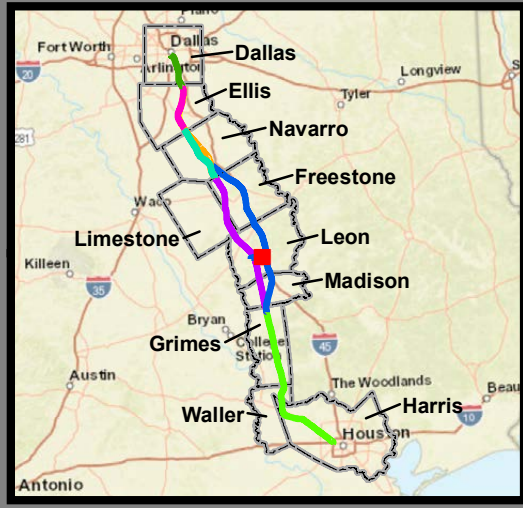 Plano
Fort Worth
Dallas
Dallas
Arlington
20
Longview
Ellis
Tyler
281
Navarro
Freestone
Waco
Limestone
Leon
Killeen
Madison
35
Bryan
Grimes
College
Station
45
Austin
The Woodlands
Beau
Waller
Harris
10
Houston
Antonio